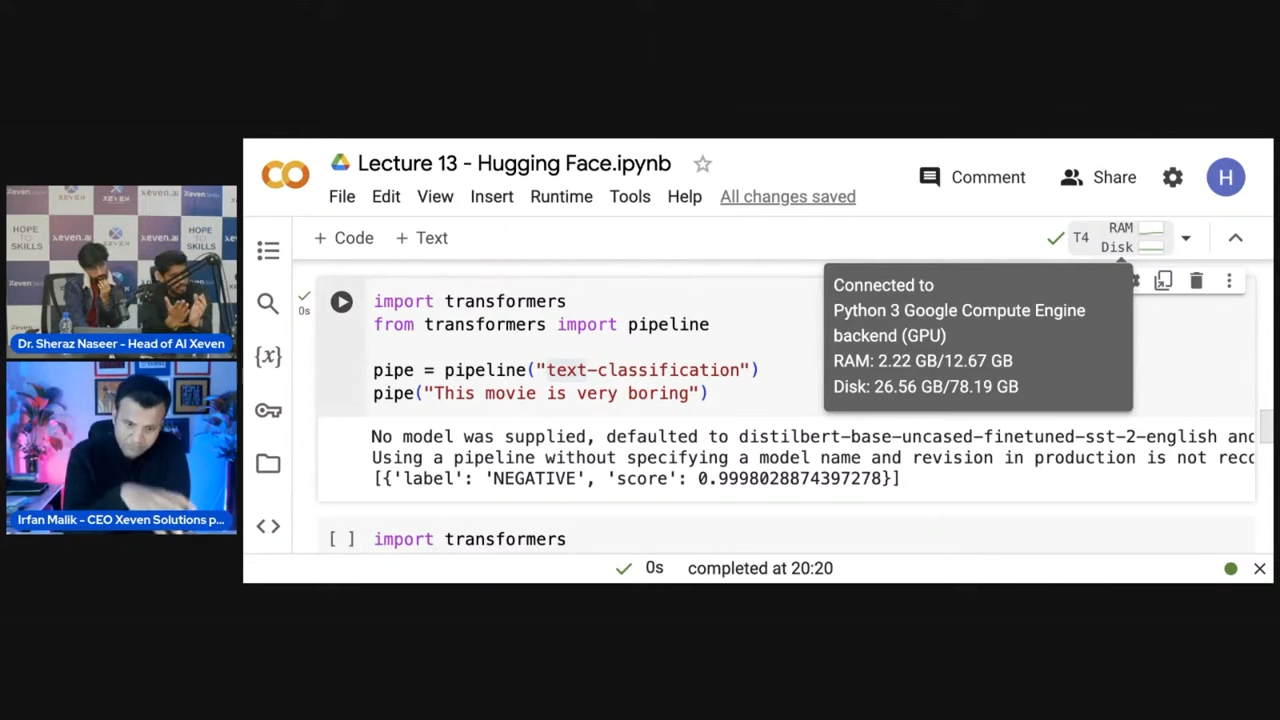 Lecture 13 - Hugging Face.ipynb
File Edit View Insert Runtime Tools Help All changes saved
Comment Share H
+ Code + Text
T4 RAM Disk
Connected to
Python 3 Google Compute Engine
backend (GPU)
RAM: 2.22 GB/12.67 GB
Disk: 26.56 GB/78.19 GB
0s
import transformers
from transformers import pipeline
pipe = pipeline("text-classification")
pipe("This movie is very boring")
No model was supplied, defaulted to distilbert-base-uncased-finetuned-sst-2-english and
Using a pipeline without specifying a model name and revision in production is not reco
[{'label': 'NEGATIVE', 'score': 0.9998028874397278}]
[ ] import transformers
0s completed at 20:20
HOPE TO SKILLS
xeven.ai
Dr. Sheraz Naseer - Head of AI Xeven
Irfan Malik - CEO Xeven Solutions p...